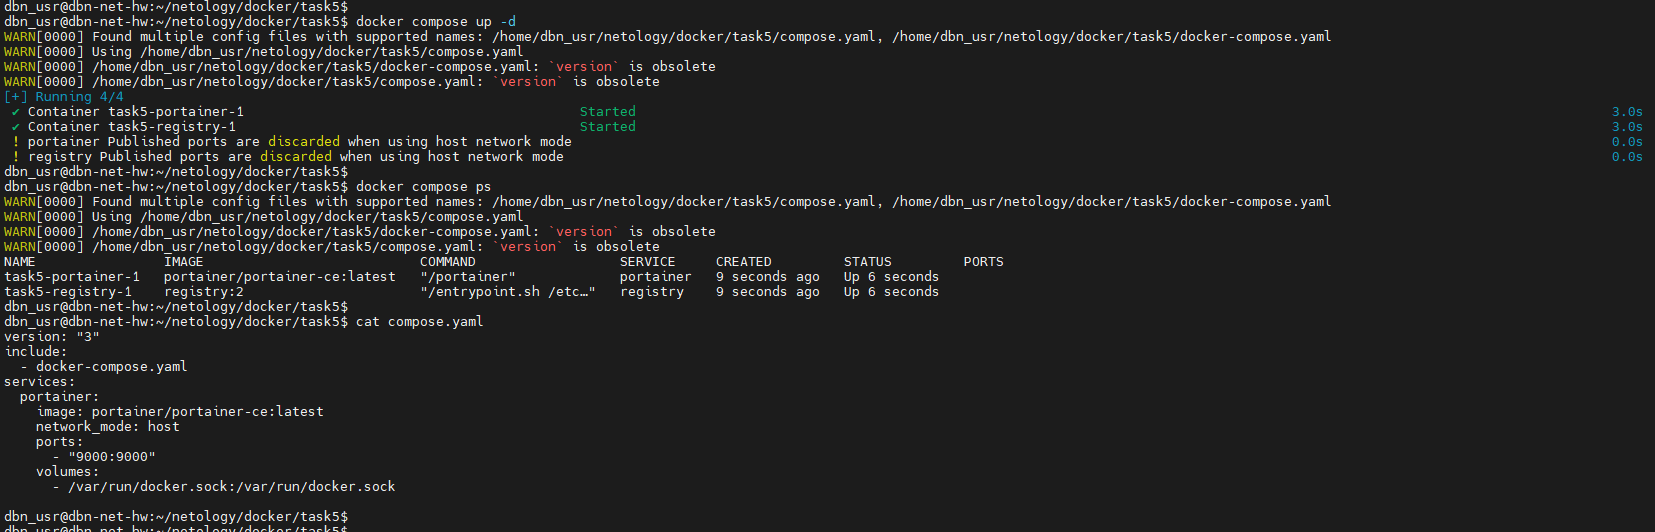 dbn_usr@dbn-net-hw:~/netology/docker/task5$
dbn_usr@dbn-net-hw:~/netology/docker/task5$ docker compose up -d
WARN[0000] Found multiple config files with supported names: /home/dbn_usr/netology/docker/task5/compose.yaml, /home/dbn_usr/netology/docker/task5/docker-compose.yaml
WARN[0000] Using /home/dbn_usr/netology/docker/task5/compose.yaml
WARN[0000] /home/dbn_usr/netology/docker/task5/docker-compose.yaml: `version` is obsolete
WARN[0000] /home/dbn_usr/netology/docker/task5/compose.yaml: `version` is obsolete
[+] Running 4/4
✔ Container task5-portainer-1 Started 3.0s
✔ Container task5-registry-1 Started 3.0s
! portainer Published ports are discarded when using host network mode 0.0s
! registry Published ports are discarded when using host network mode 0.0s
dbn_usr@dbn-net-hw:~/netology/docker/task5$
dbn_usr@dbn-net-hw:~/netology/docker/task5$ docker compose ps
WARN[0000] Found multiple config files with supported names: /home/dbn_usr/netology/docker/task5/compose.yaml, /home/dbn_usr/netology/docker/task5/docker-compose.yaml
WARN[0000] Using /home/dbn_usr/netology/docker/task5/compose.yaml
WARN[0000] /home/dbn_usr/netology/docker/task5/docker-compose.yaml: `version` is obsolete
WARN[0000] /home/dbn_usr/netology/docker/task5/compose.yaml: `version` is obsolete
NAME IMAGE COMMAND SERVICE CREATED STATUS PORTS
task5-portainer-1 portainer/portainer-ce:latest "/portainer" portainer 9 seconds ago Up 6 seconds
task5-registry-1 registry:2 "/entrypoint.sh /etc…" registry 9 seconds ago Up 6 seconds
dbn_usr@dbn-net-hw:~/netology/docker/task5$
dbn_usr@dbn-net-hw:~/netology/docker/task5$ cat compose.yaml
version: "3"
include:
  - docker-compose.yaml
services:
  portainer:
    image: portainer/portainer-ce:latest
    network_mode: host
    ports:
      - "9000:9000"
    volumes:
      - /var/run/docker.sock:/var/run/docker.sock
dbn_usr@dbn-net-hw:~/netology/docker/task5$
dbn_usr@dbn-net-hw:~/netology/docker/task5$